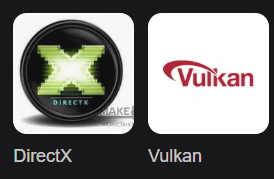 DIRECTX
Vulkan
DirectX
Vulkan